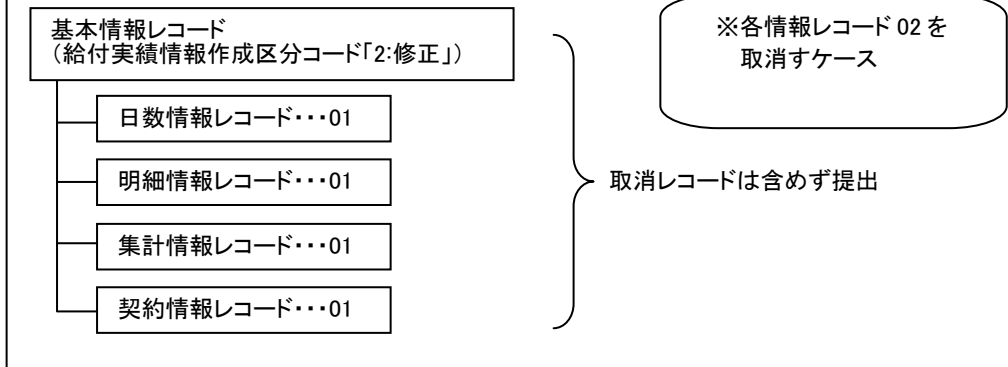 基本情報レコード
（給付実績情報作成区分コード「2:修正」）
※各情報レコード 02 を
取消すケース
日数情報レコード・・・01
明細情報レコード・・・01
取消レコードは含めず提出
集計情報レコード・・・01
契約情報レコード・・・01